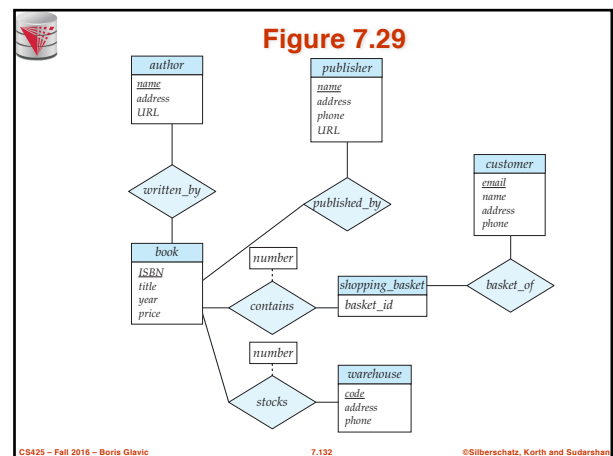 Figure 7.29
author
name
address
URL
publisher
name
address
phone
URL
customer
email
name
address
phone
written_by
published_by
book
ISBN
title
year
price
number
contains
shopping_basket
basket_id
basket_of
number
stocks
warehouse
code
address
phone
CS425 – Fall 2016 – Boris Glavic
7.132
©Silberschatz, Korth and Sudarshan